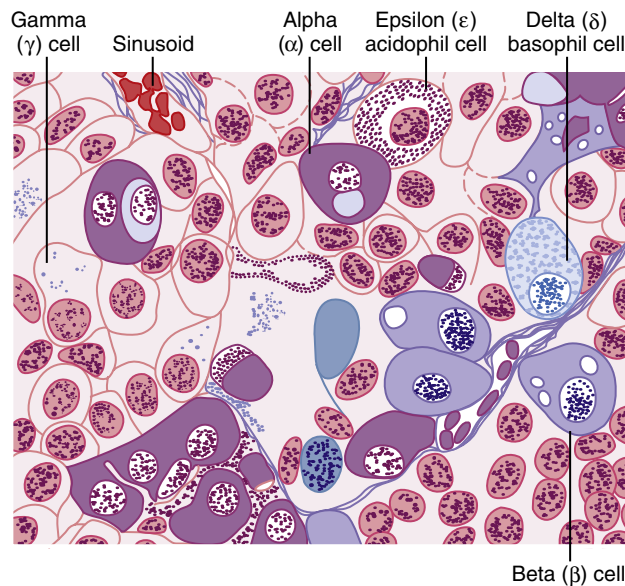 Gamma
(γ) cell
Sinusoid
Alpha
(α) cell
Epsilon (ε)
acidophil cell
Delta (δ)
basophil cell
Beta (β) cell